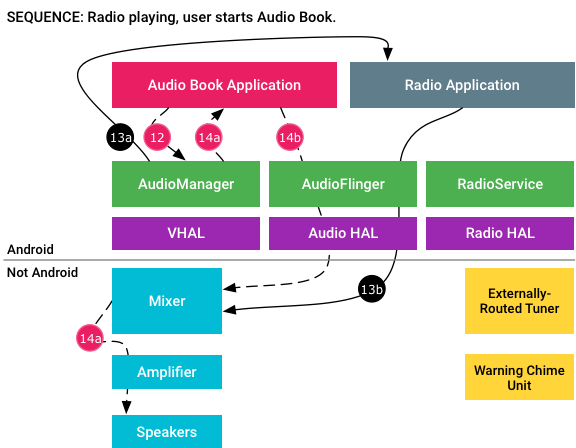 SEQUENCE: Radio playing, user starts Audio Book.
Audio Book Application
Radio Application
13a
12
14a
14b
AudioManager
AudioFlinger
RadioService
VHAL
Audio HAL
Radio HAL
Android
Not Android
Mixer
13b
Externally-
Routed Tuner
14a
Amplifier
Warning Chime
Unit
Speakers